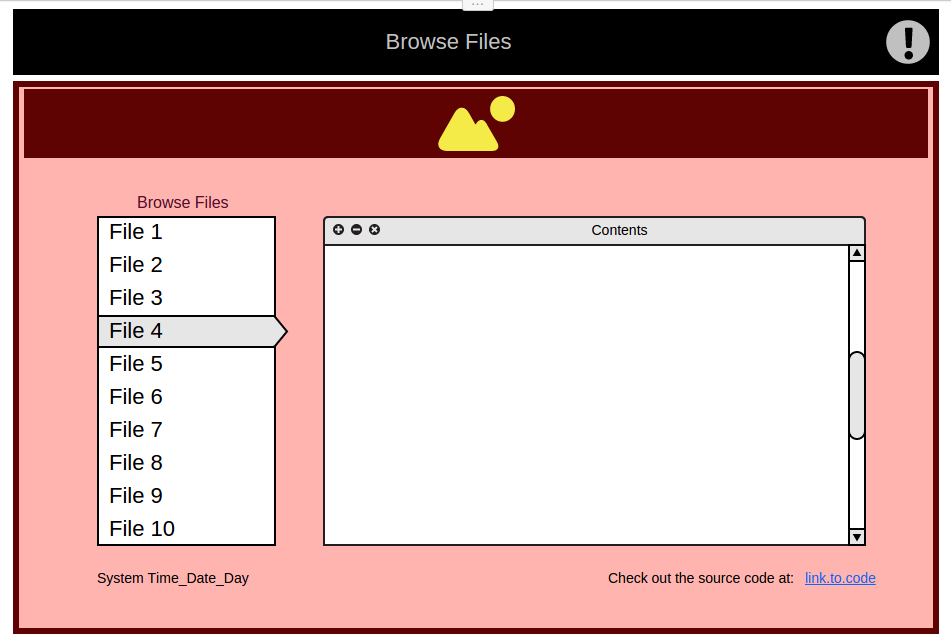 Browse Files
Browse Files
File 1
File 2
File 3
File 4
File 5
File 6
File 7
File 8
File 9
File 10
Contents
System Time_Date_Day
Check out the source code at: link.to.code